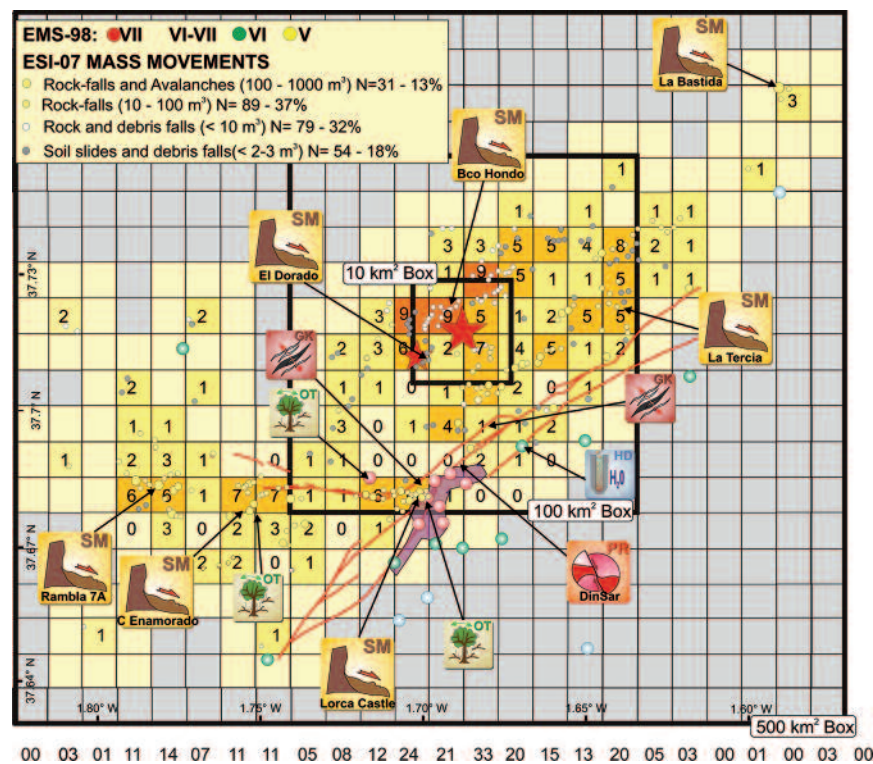 EMS-98: VII VI-VII VI V
ESI-07 MASS MOVEMENTS
Rock-falls and Avalanches (100 - 1000 m³) N=31 - 13%
Rock-falls (10 - 100 m³) N= 89 - 37%
Rock and debris falls (< 10 m³) N= 79 - 32%
Soil slides and debris falls(< 2-3 m³) N= 54 - 18%
SM
La Bastida
3
SM
Bco Hondo
1 1
1 1 1 1
SM
El Dorado
3 3 5 5 4 8 2 1
37.73° N
10 km² Box
1 9 5 1 1 5 1 1
2 2 3 9 9 5 1 2 5 5
SM
La Tercia
GK
2 3 6 2 7 4 5 1 2
2 1 1 1 0 1 2 0 1
GK
OT
37.7° N
1 1 3 0 1 4 1 2
1 2 3 1 0 1 1 0 0 0 2 1 0
HD
H₂0
6 6 1 7 7 1 3 1 0 0
100 km² Box
0 3 0 2 3 2 0 1
37.67° N
SM
Rambla 7A
SM
C Enamorado
2 2 0 1
OT
PR
DinSar
1 1
OT
SM
Lorca Castle
37.64° N
1.80° W 1.75° W 1.70° W 1.65° W 1.60° W
500 km² Box
00 03 01 11 14 07 11 11 05 08 12 24 21 33 20 15 13 20 05 03 00 01 00 03 00